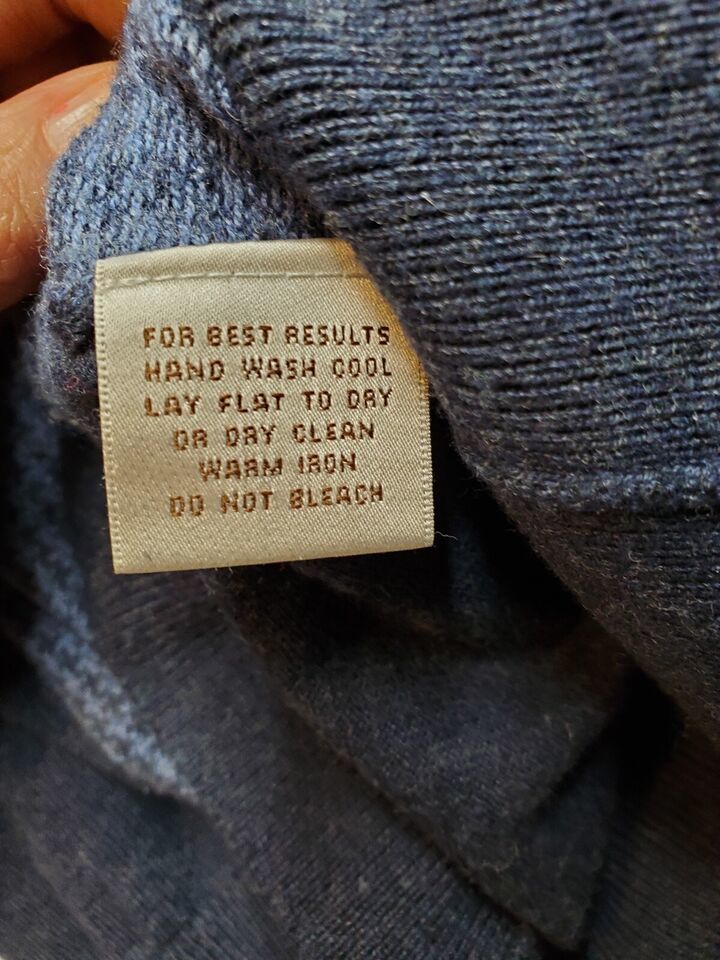 FOR BEST RESULTS
HAND WASH COOL
LAY FLAT TO DRY
OR DRY CLEAN
WARM IRON
DO NOT BLEACH